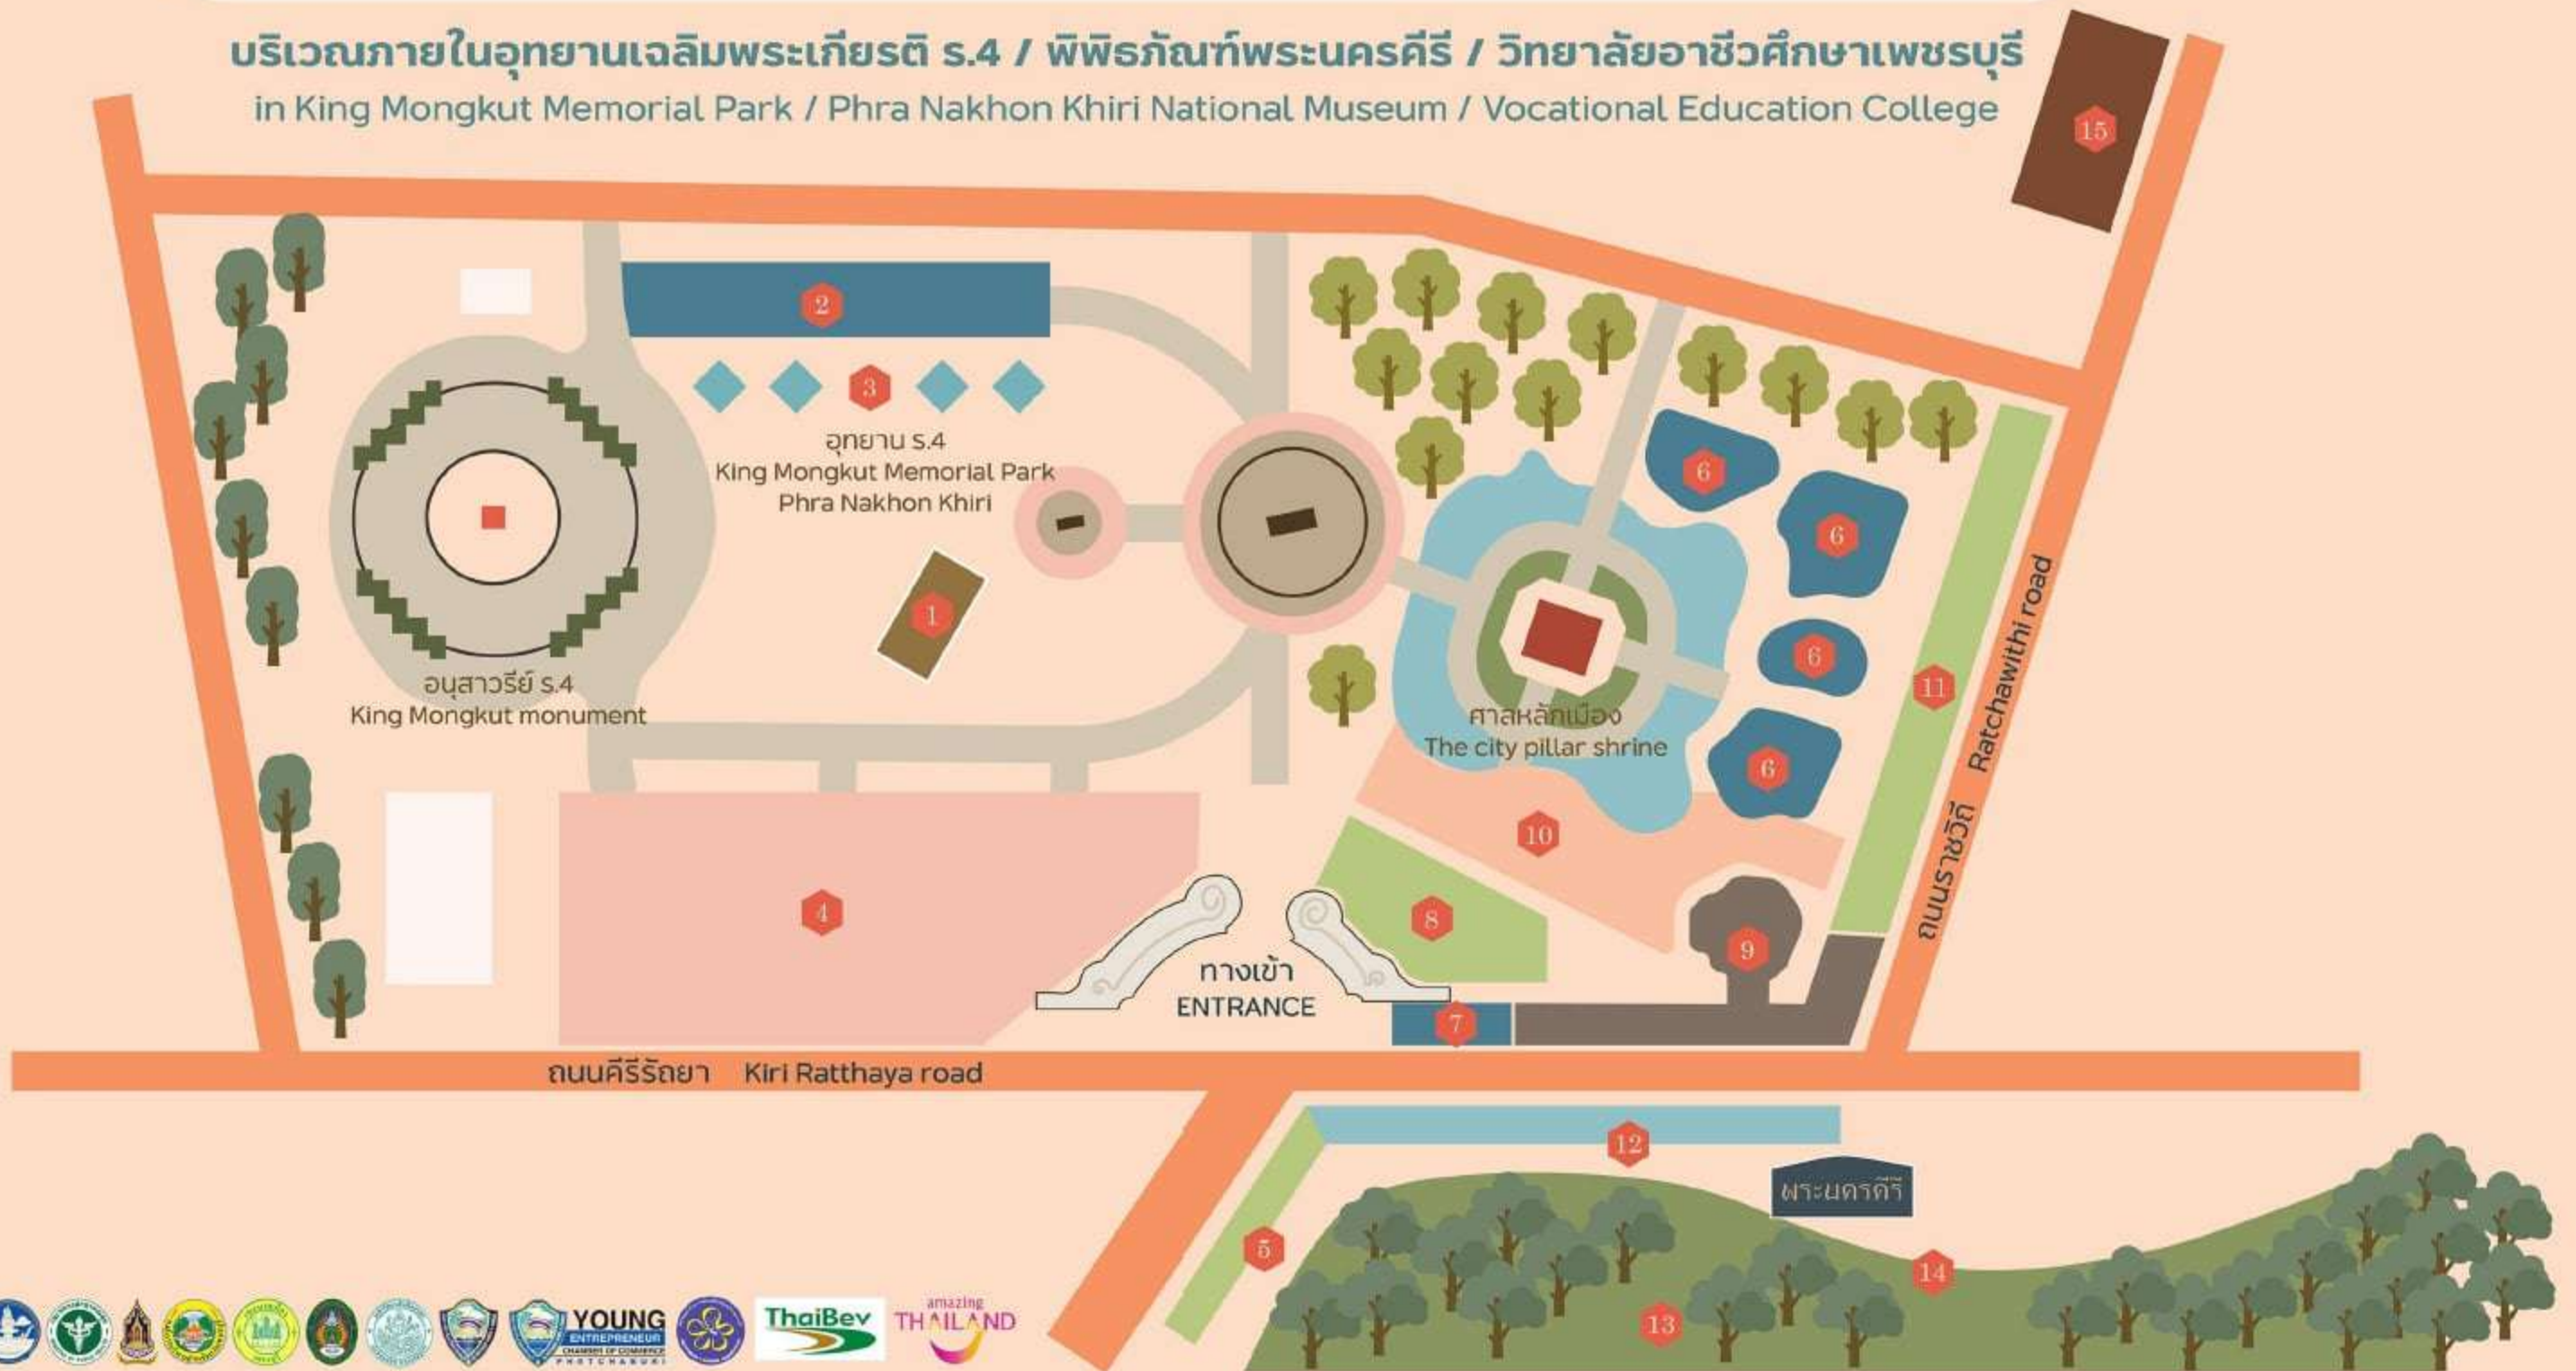 บริเวณภายในอุทยานเฉลิมพระเกียรติ ร.4 / พิพิธภัณฑ์พระนครคีรี / วิทยาลัยอาชีวศึกษาเพชรบุรี
in King Mongkut Memorial Park / Phra Nakhon Khiri National Museum / Vocational Education College
15
2
3
อุทยาน ร.4
King Mongkut Memorial Park
Phra Nakhon Khiri
1
อนุสาวรีย์ ร.4
King Mongkut monument
6
6
6
6
11
ศาลหลักเมือง
The city pillar shrine
ถนนราชวิถี Ratchawithi road
10
4
8
9
ทางเข้า
ENTRANCE
7
ถนนคีรีรัถยา Kiri Ratthaya road
12
พระนครคีรี
5
14
13
YOUNG
ENTREPRENEUR
CHAMBER OF COMMERCE
PHETCHABURI
ThaiBev
amazing
THAILAND